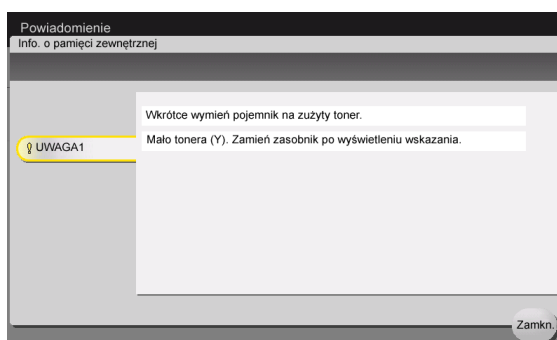 Powiadomienie
Info. o pamięci zewnętrznej
Wkrótce wymień pojemnik na zużyty toner.
UWAGA1
Mało tonera (Y). Zamień zasobnik po wyświetleniu wskazania.
Zamkn.